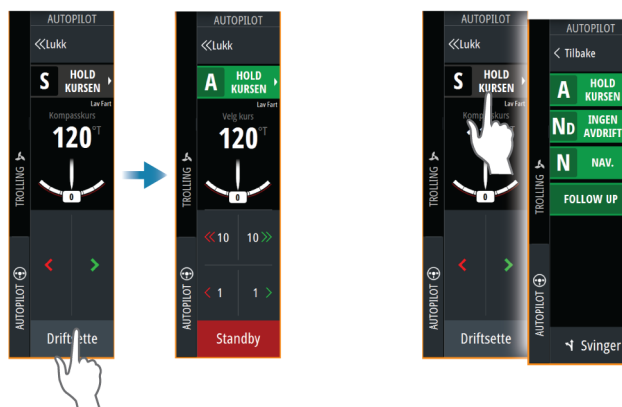 AUTOPILOT
«Lukk
S HOLD
KURSEN
Lav Fart
Kompasskurs
120°T
0
TROLLING
AUTOPILOT
Driftsette
AUTOPILOT
«Lukk
A HOLD
KURSEN
Lav Fart
Velg kurs
120°T
0
« 10 10 »
< 1 1 >
TROLLING
AUTOPILOT
Standby
AUTOPILOT
«Lukk
S HOLD
KURSEN
Lav Fart
0
TROLLING
AUTOPILOT
Driftsette
AUTOPILOT
< Tilbake
A HOLD
KURSEN
ND INGEN
AVDRIFT
N NAV.
FOLLOW UP
TROLLING
AUTOPILOT
Svinger